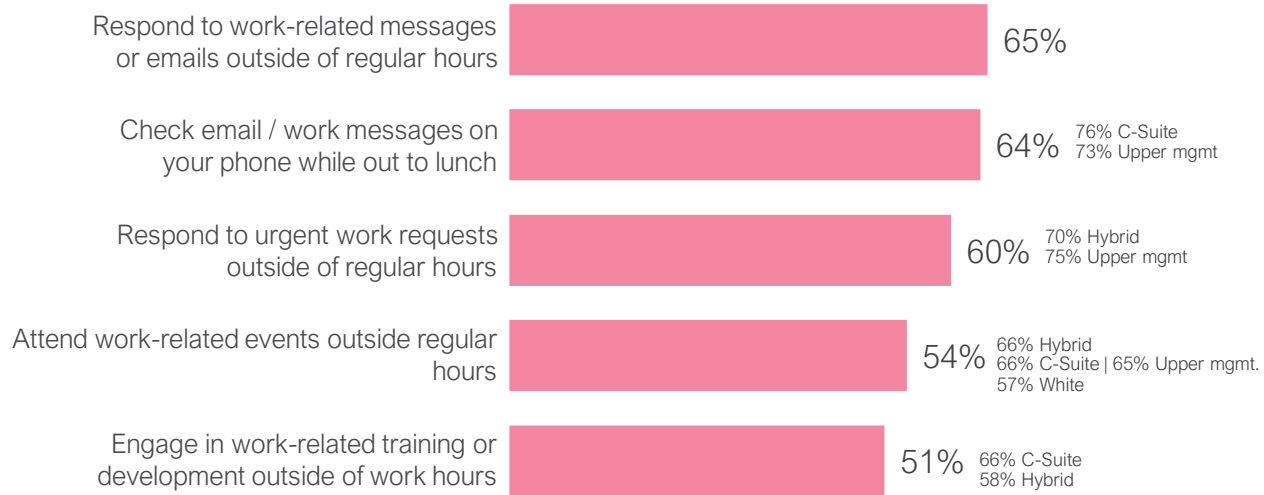 Respond to work-related messages
or emails outside of regular hours
65%
Check email / work messages on
your phone while out to lunch
64%
76% C-Suite
73% Upper mgmt
Respond to urgent work requests
outside of regular hours
60%
70% Hybrid
75% Upper mgmt
Attend work-related events outside regular
hours
54%
66% Hybrid
66% C-Suite | 65% Upper mgmt.
57% White
Engage in work-related training or
development outside of work hours
51%
66% C-Suite
58% Hybrid